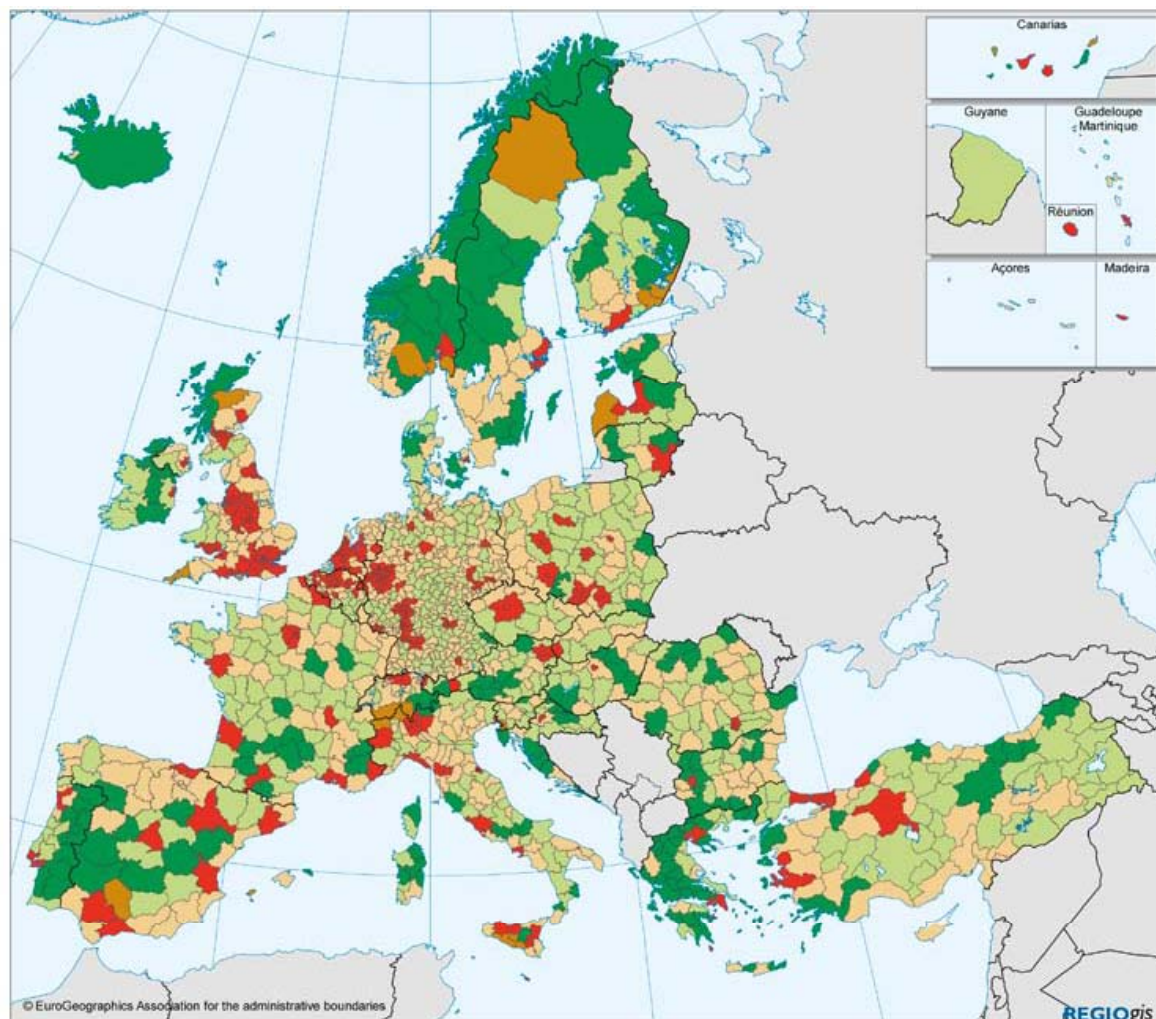 Canarias
Guyane
Guadeloupe
Martinique
Réunion
Açores
Madeira
© EuroGeographics Association for the administrative boundaries
REGIOgis